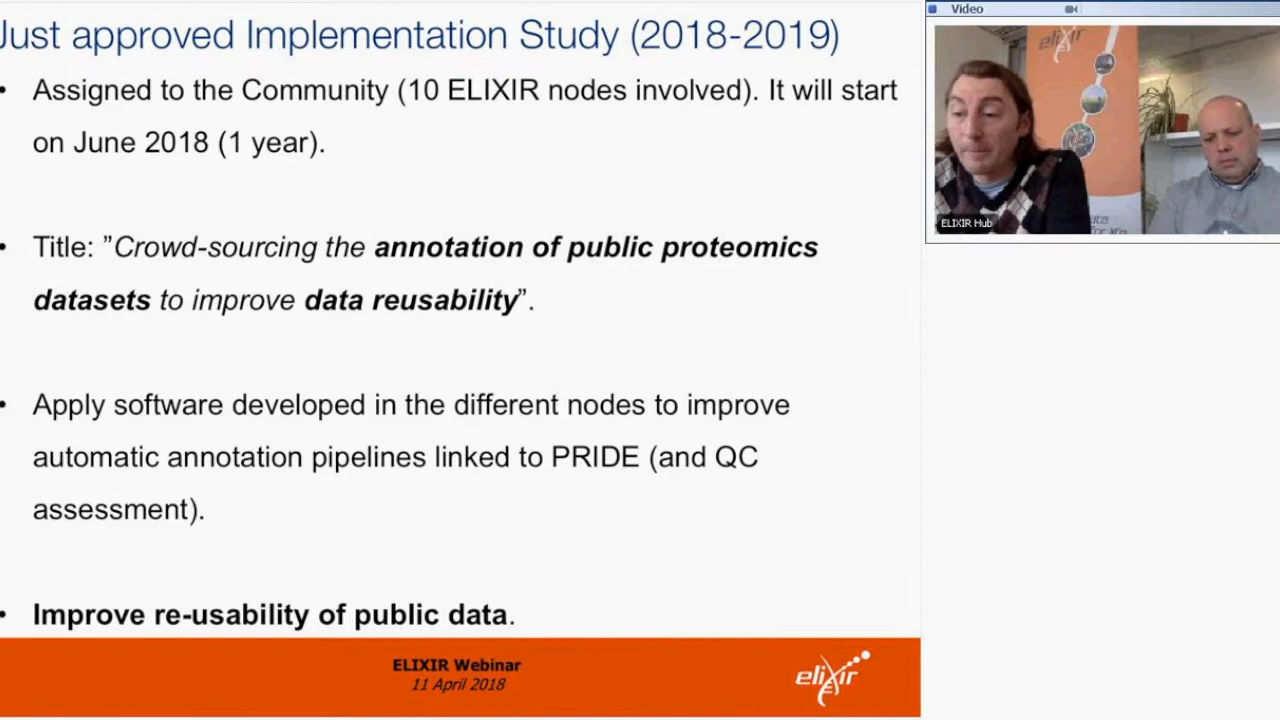 Just approved Implementation Study (2018-2019)
• Assigned to the Community (10 ELIXIR nodes involved). It will start
on June 2018 (1 year).
• Title: ”Crowd-sourcing the annotation of public proteomics
datasets to improve data reusability”.
• Apply software developed in the different nodes to improve
automatic annotation pipelines linked to PRIDE (and QC
assessment).
• Improve re-usability of public data.
ELIXIR Webinar
11 April 2018
elixir
Video
elixir
ELIXIR Hub